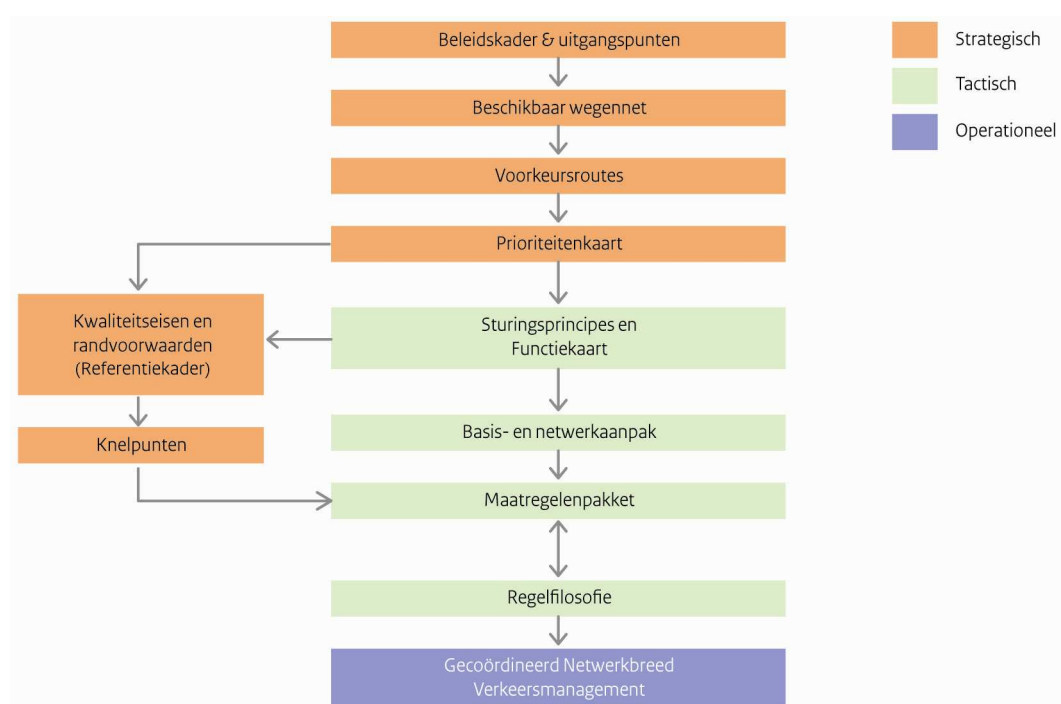 Beleidskader & uitgangspunten
Beschikbaar wegennet
Voorkeursroutes
Prioriteitenkaart
Kwaliteitseisen en
randvoorwaarden
(Referentiekader)
Sturingsprincipes en
Functiekaart
Knelpunten
Basis- en netwerkaanpak
Maatregelenpakket
Regelfilosofie
Gecoördineerd Netwerkbreed
Verkeersmanagement
Strategisch
Tactisch
Operationeel